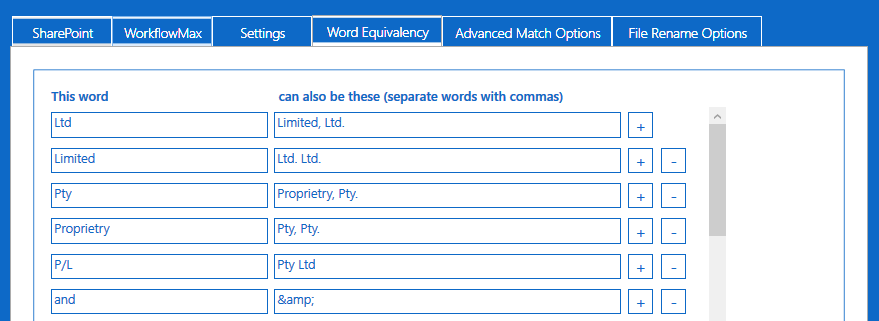 SharePoint WorkflowMax Settings Word Equivalency Advanced Match Options File Rename Options
This word can also be these (separate words with commas)
Ltd Limited, Ltd. +
Limited Ltd. Ltd. + -
Pty Proprietry, Pty. + -
Proprietry Pty, Pty. + -
P/L Pty Ltd + -
and &amp; + -